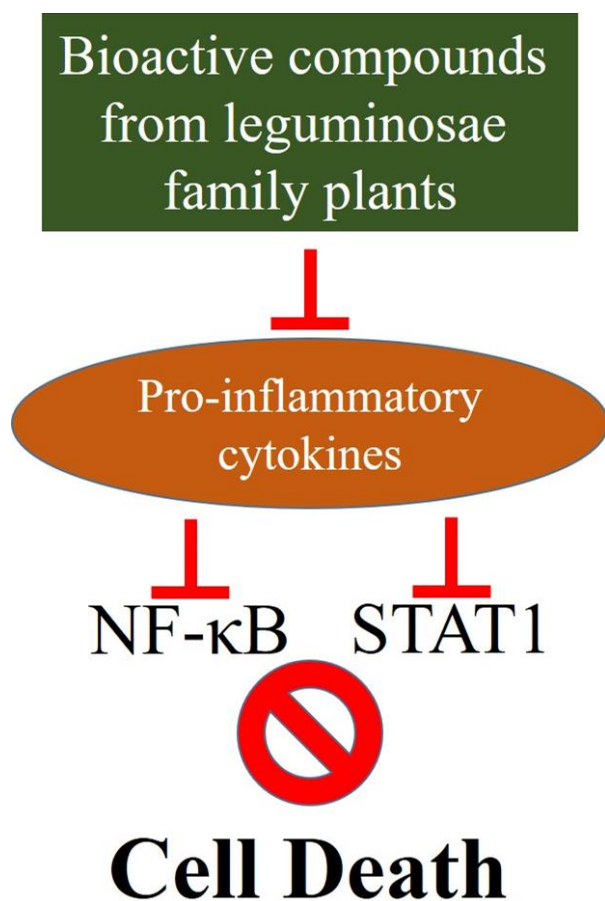 Bioactive compounds
from leguminosae
family plants
Pro-inflammatory
cytokines
NF-κB STAT1
Cell Death